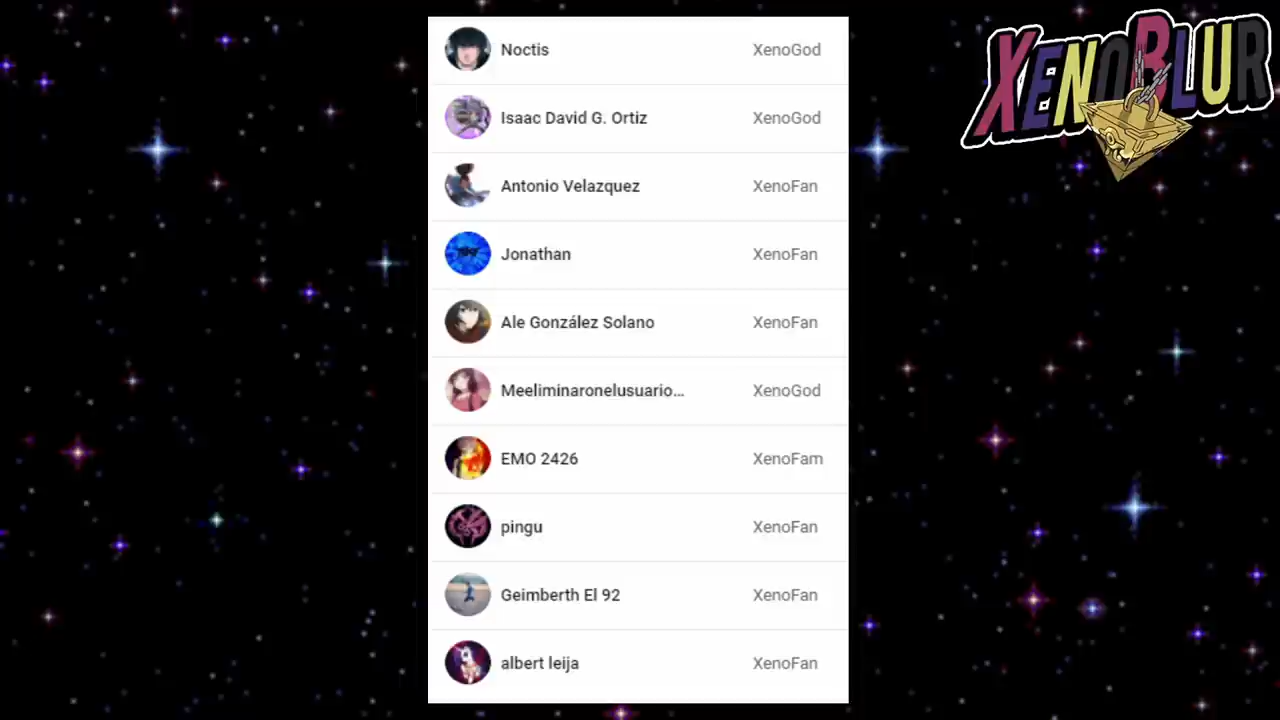 XENOBLUR
Noctis XenoGod
Isaac David G. Ortiz XenoGod
Antonio Velazquez XenoFan
Jonathan XenoFan
Ale González Solano XenoFan
Meeliminaronelusuario... XenoGod
EMO 2426 XenoFam
pingu XenoFan
Geimberth El 92 XenoFan
albert leija XenoFan